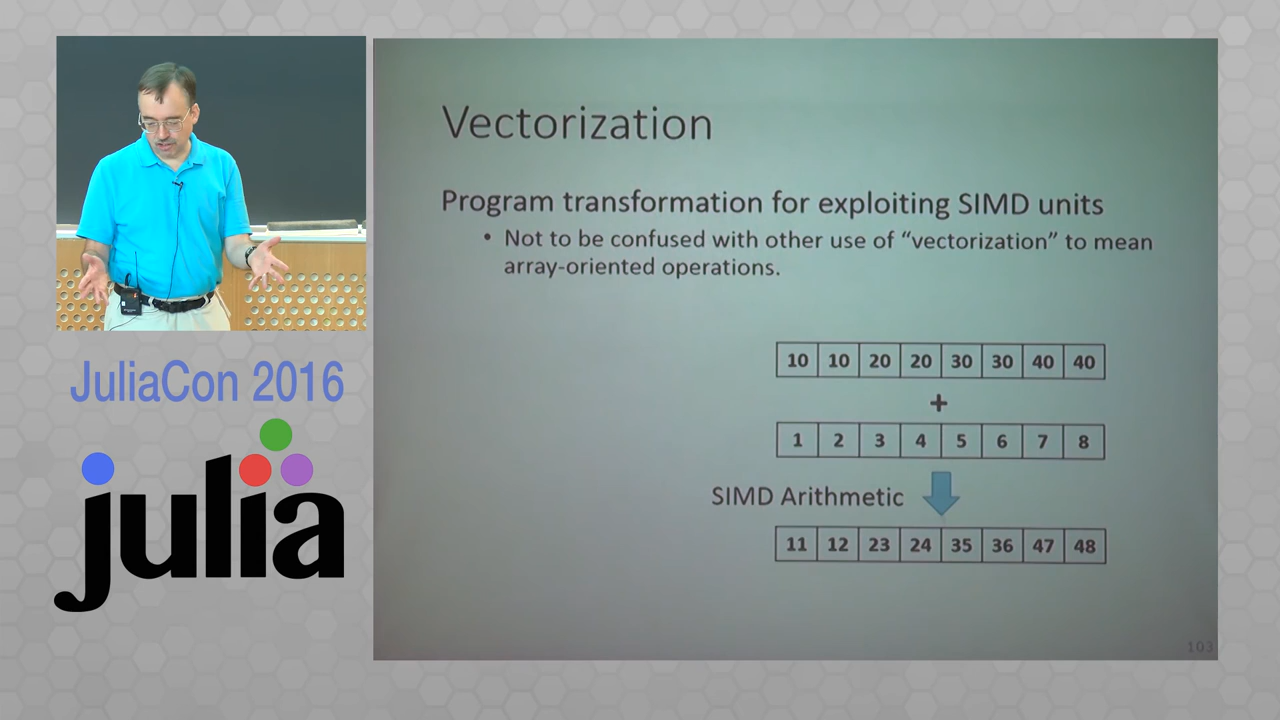 Vectorization
Program transformation for exploiting SIMD units
• Not to be confused with other use of “vectorization” to mean
array-oriented operations.
10 10 20 20 30 30 40 40
+
1 2 3 4 5 6 7 8
SIMD Arithmetic
11 12 23 24 35 36 47 48
103
JuliaCon 2016
julia